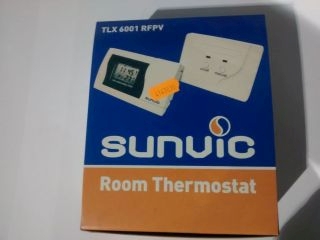 TLX 6001 RFPV
sunvic
Room Thermostat